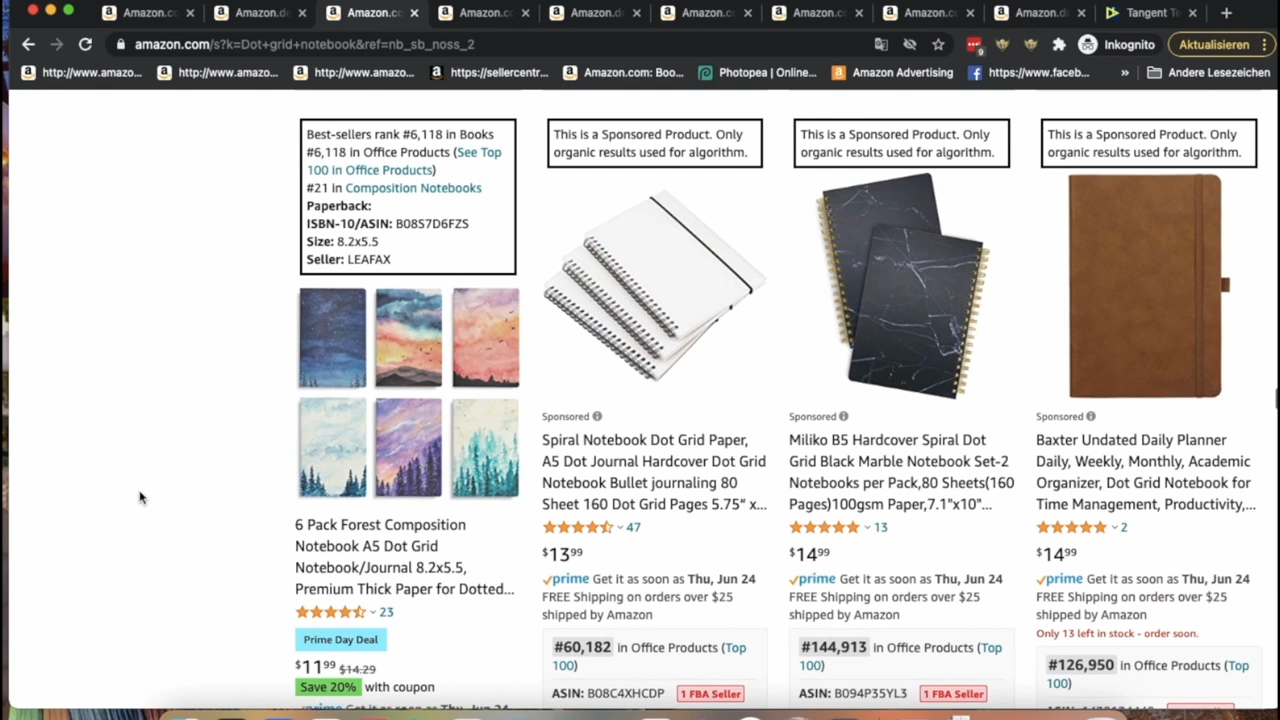 Amazon.co
Amazon.de
Amazon.co
Amazon.co
Amazon.de
Amazon.co
Amazon.co
Amazon.co
Amazon.de
Tangent Te
amazon.com/s?k=Dot+grid+notebook&ref=nb_sb_noss_2
9
Inkognito
Aktualisieren
http://www.amazo...
http://www.amazo...
http://www.amazo...
https://sellercentr...
Amazon.com: Boo...
Photopea | Online...
Amazon Advertising
https://www.faceb...
»
Andere Lesezeichen
Best-sellers rank #6,118 in Books
#6,118 in Office Products (See Top
100 in Office Products)
#21 in Composition Notebooks
Paperback:
ISBN-10/ASIN: B08S7D6FZS
Size: 8.2x5.5
Seller: LEAFAX
6 Pack Forest Composition
Notebook A5 Dot Grid
Notebook/Journal 8.2x5.5,
Premium Thick Paper for Dotted...
23
Prime Day Deal
$11.99 $14.29
Save 20% with coupon
This is a Sponsored Product. Only
organic results used for algorithm.
Sponsored
Spiral Notebook Dot Grid Paper,
A5 Dot Journal Hardcover Dot Grid
Notebook Bullet journaling 80
Sheet 160 Dot Grid Pages 5.75“ x...
47
$13.99
prime Get it as soon as Thu, Jun 24
FREE Shipping on orders over $25
shipped by Amazon
#60,182 in Office Products (Top
100)
ASIN: B08C4XHCDP 1 FBA Seller
This is a Sponsored Product. Only
organic results used for algorithm.
Sponsored
Miliko B5 Hardcover Spiral Dot
Grid Black Marble Notebook Set-2
Notebooks per Pack,80 Sheets(160
Pages)100gsm Paper,7.1"x10"...
13
$14.99
prime Get it as soon as Thu, Jun 24
FREE Shipping on orders over $25
shipped by Amazon
#144,913 in Office Products (Top
100)
ASIN: B094P35YL3 1 FBA Seller
This is a Sponsored Product. Only
organic results used for algorithm.
Sponsored
Baxter Undated Daily Planner
Daily, Weekly, Monthly, Academic
Organizer, Dot Grid Notebook for
Time Management, Productivity,...
2
$14.99
prime Get it as soon as Thu, Jun 24
FREE Shipping on orders over $25
shipped by Amazon
Only 13 left in stock - order soon.
#126,950 in Office Products (Top
100)